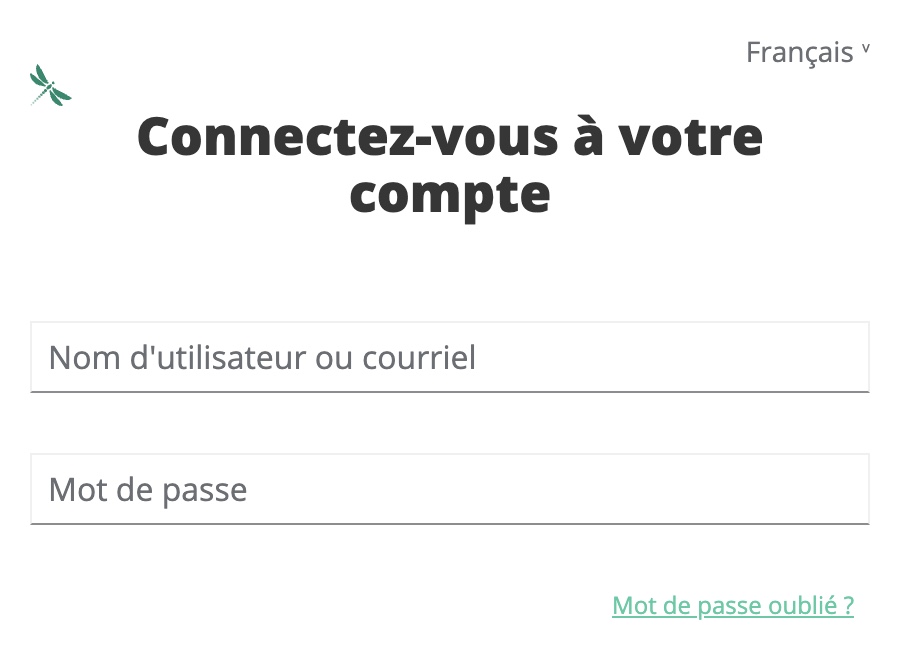 Français v
Connectez-vous à votre
compte
Nom d'utilisateur ou courriel
Mot de passe
Mot de passe oublié ?